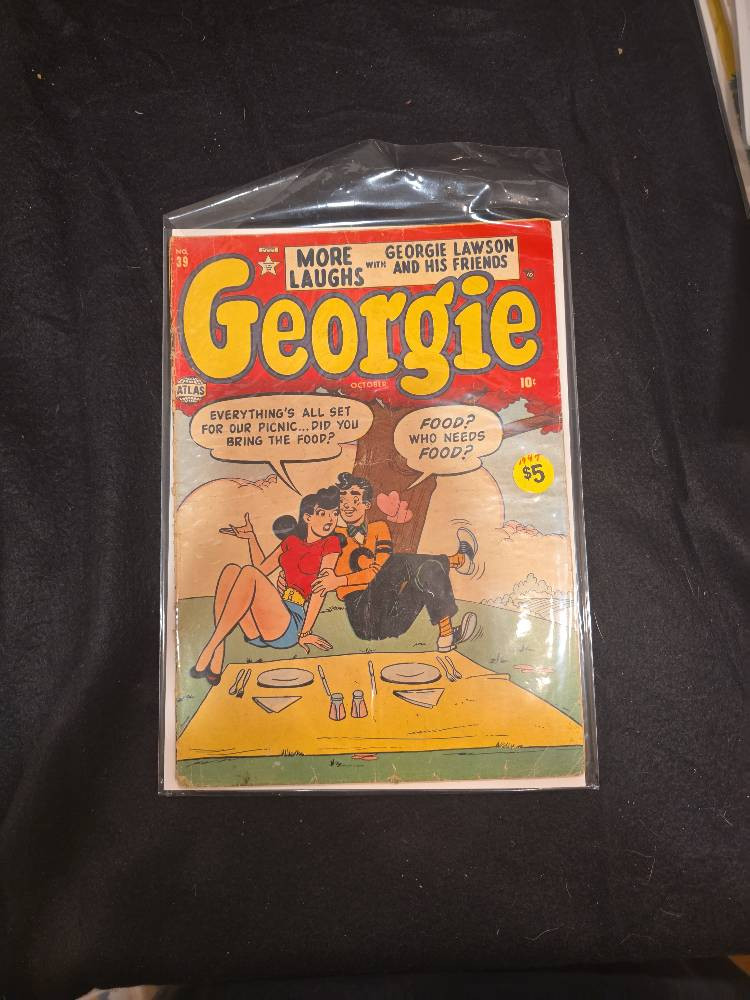 NO.
39
MORE
LAUGHS
WITH
GEORGIE LAWSON
AND HIS FRIENDS
Georgie
ATLAS
OCTOBER
10¢
EVERYTHING'S ALL SET
FOR OUR PICNIC...DID YOU
BRING THE FOOD?
FOOD?
WHO NEEDS
FOOD?
1947
$5
C